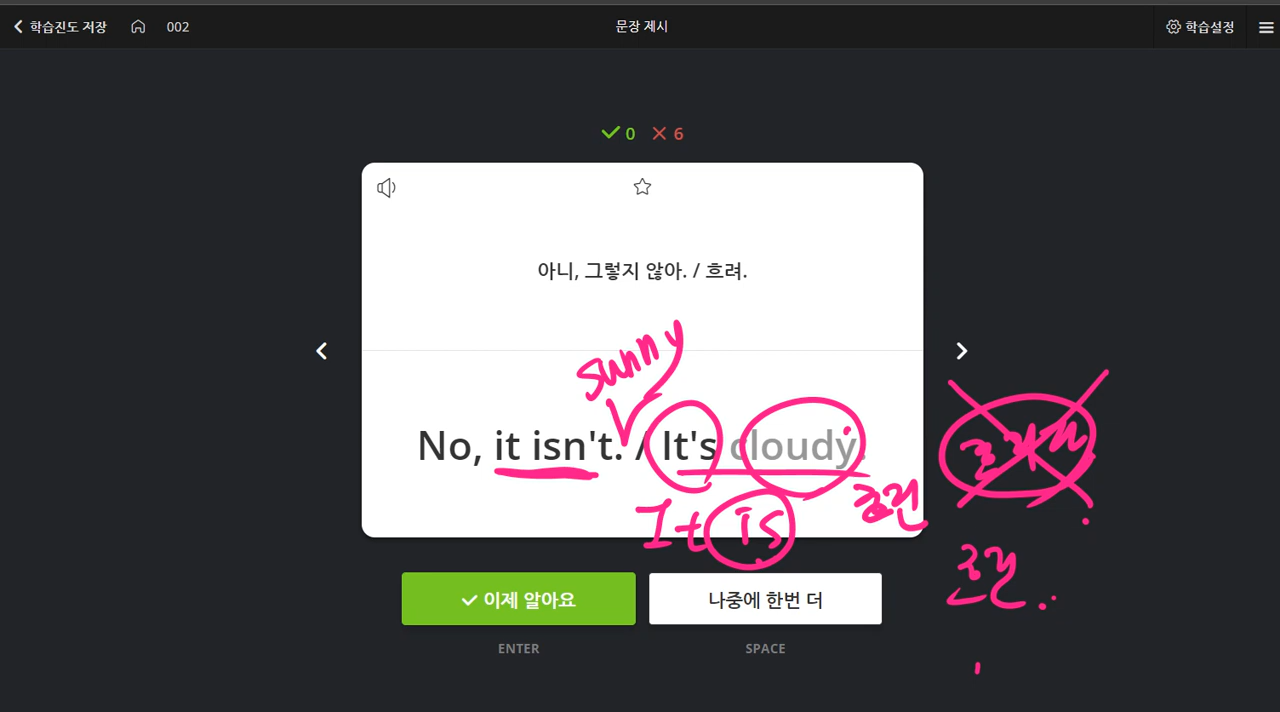 학습진도 저장 002 문장 제시 학습설정
0 6
아니, 그렇지 않아. / 흐려.
sunny
No, it isn't. / It's cloudy.
It is 흐린
흐린
이제 알아요 나중에 한번 더
ENTER SPACE